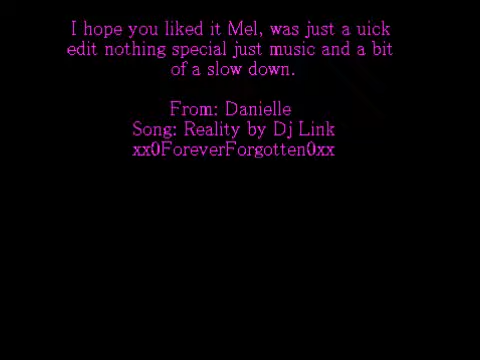 I hope you liked it Mel, was just a uick
edit nothing special just music and a bit
of a slow down.
From: Danielle
Song: Reality by Dj Link
xx0ForeverForgotten0xx